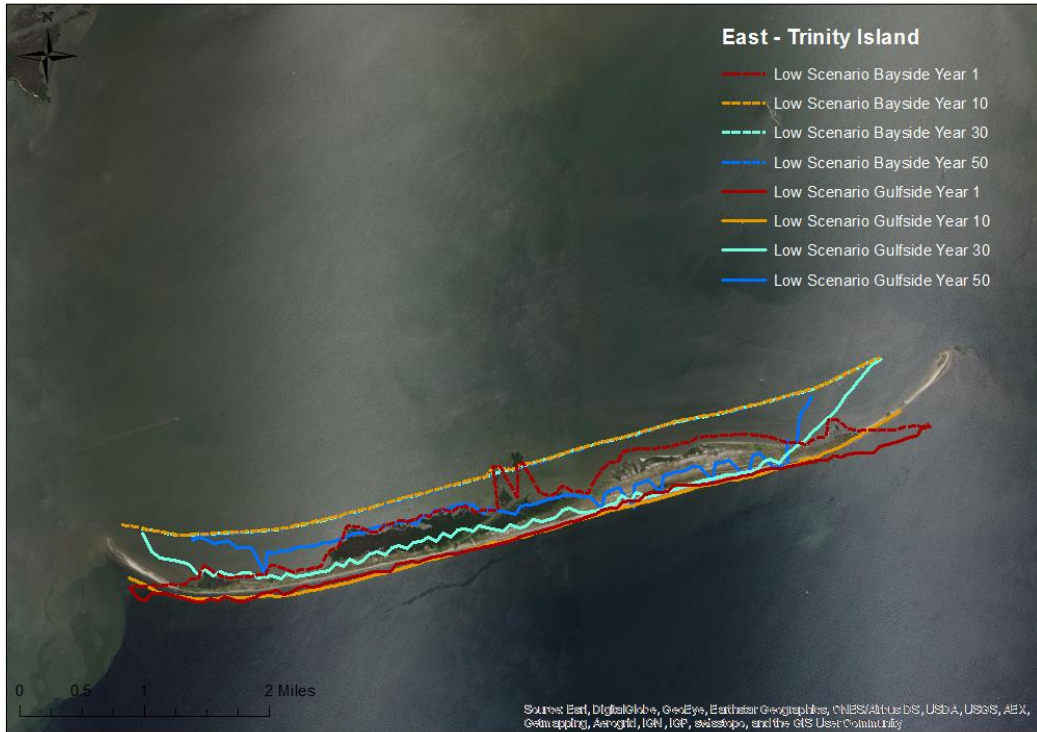 N
East - Trinity Island
Low Scenario Bayside Year 1
Low Scenario Bayside Year 10
Low Scenario Bayside Year 30
Low Scenario Bayside Year 50
Low Scenario Gulfside Year 1
Low Scenario Gulfside Year 10
Low Scenario Gulfside Year 30
Low Scenario Gulfside Year 50
0 0.5 1 2 Miles
Source: Esri, DigitalGlobe, GeoEye, Earthstar Geographics, CNES/Airbus DS, USDA, USGS, AEX,
Getmapping, Aerogrid, IGN, IGP, swisstopo, and the GIS User Community